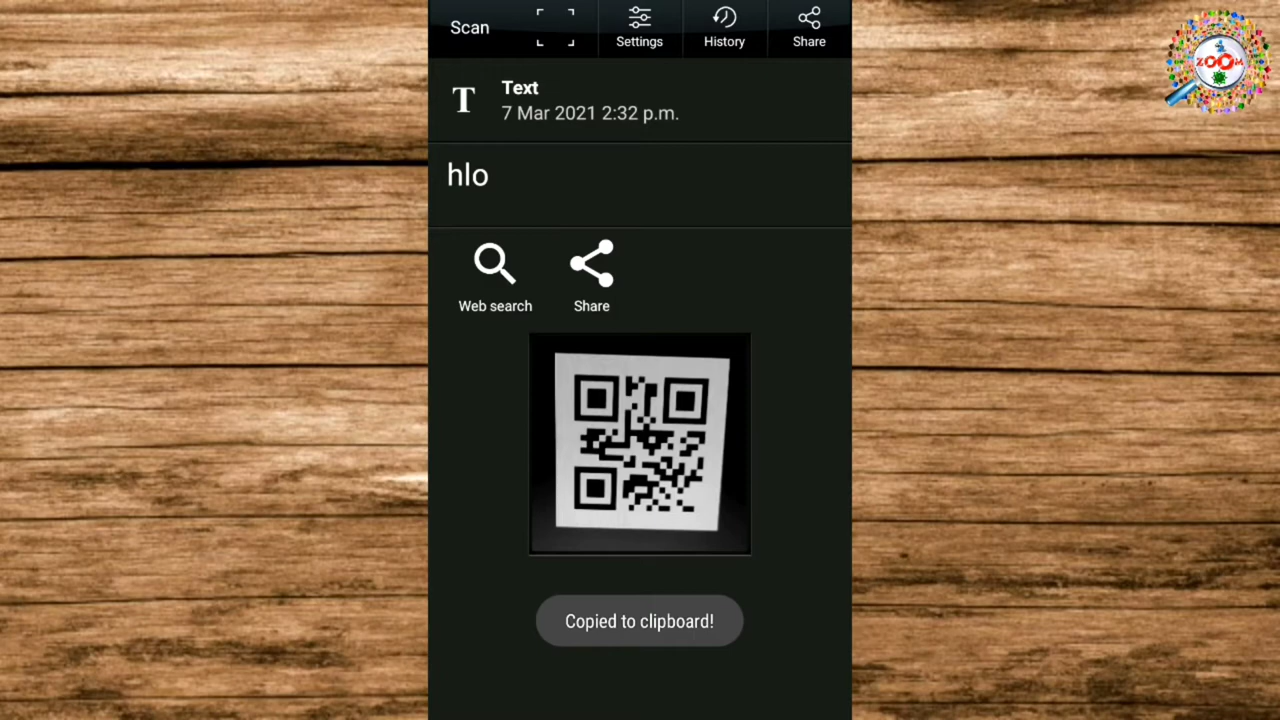 Scan
Settings
History
Share
Text
7 Mar 2021 2:32 p.m.
hlo
Web search
Share
Copied to clipboard!
ZOOM